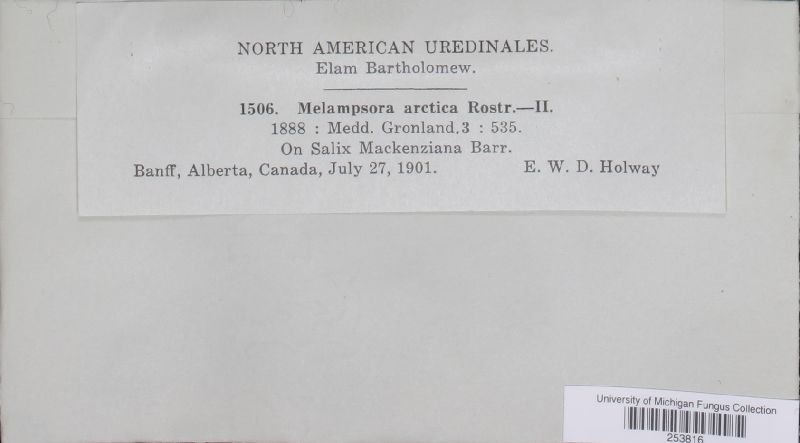 NORTH AMERICAN UREDINALES.
Elam Bartholomew.
1506. Melampsora arctica Rostr.—II.
1888 : Medd. Gronland, 3 : 535.
On Salix Mackenziana Barr.
Banff, Alberta, Canada, July 27, 1901. E. W. D. Holway
University of Michigan Fungus Collection
253816